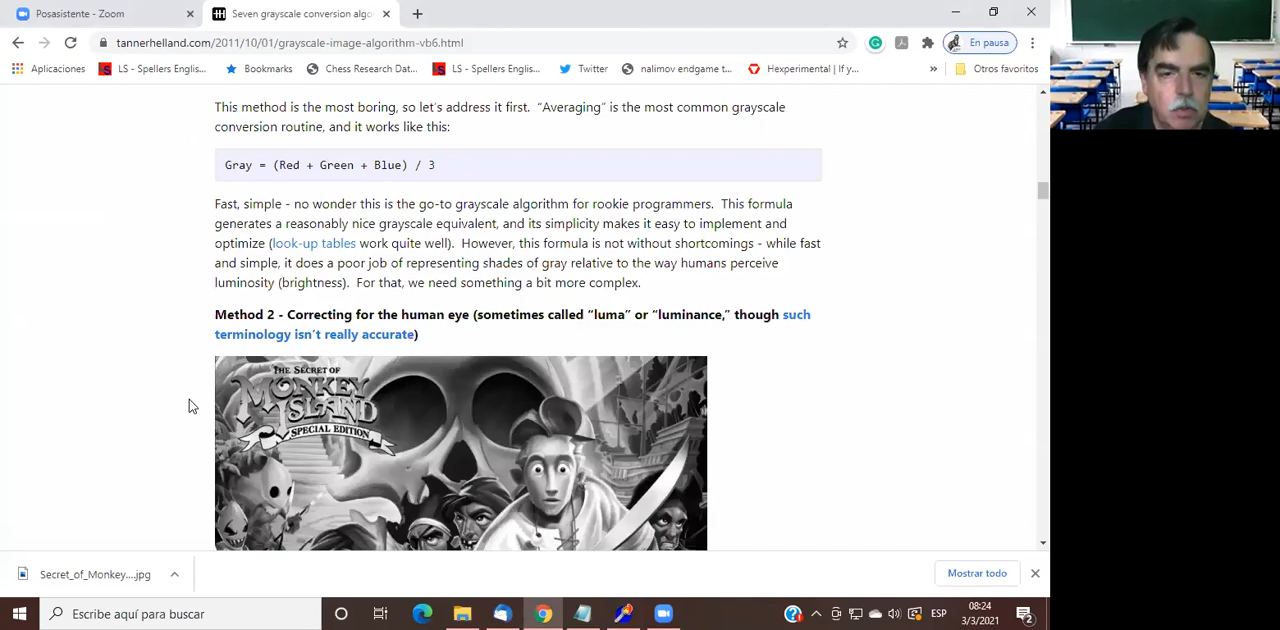 Posasistente - Zoom
Seven grayscale conversion algo
tannerhelland.com/2011/10/01/grayscale-image-algorithm-vb6.html
En pausa
Aplicaciones
LS - Spellers Englis...
Bookmarks
Chess Research Dat...
LS - Spellers Englis...
Twitter
nalimov endgame t...
Hexperimental | If y...
»
Otros favoritos
This method is the most boring, so let's address it first. “Averaging” is the most common grayscale
conversion routine, and it works like this:
Gray = (Red + Green + Blue) / 3
Fast, simple - no wonder this is the go-to grayscale algorithm for rookie programmers. This formula
generates a reasonably nice grayscale equivalent, and its simplicity makes it easy to implement and
optimize (look-up tables work quite well). However, this formula is not without shortcomings - while fast
and simple, it does a poor job of representing shades of gray relative to the way humans perceive
luminosity (brightness). For that, we need something a bit more complex.
Method 2 - Correcting for the human eye (sometimes called “luma” or “luminance,” though such
terminology isn't really accurate)
THE SECRET OF
MONKEY
ISLAND
SPECIAL EDITION
Secret_of_Monkey....jpg
Mostrar todo
Escribe aquí para buscar
ESP
08:24
3/3/2021
2